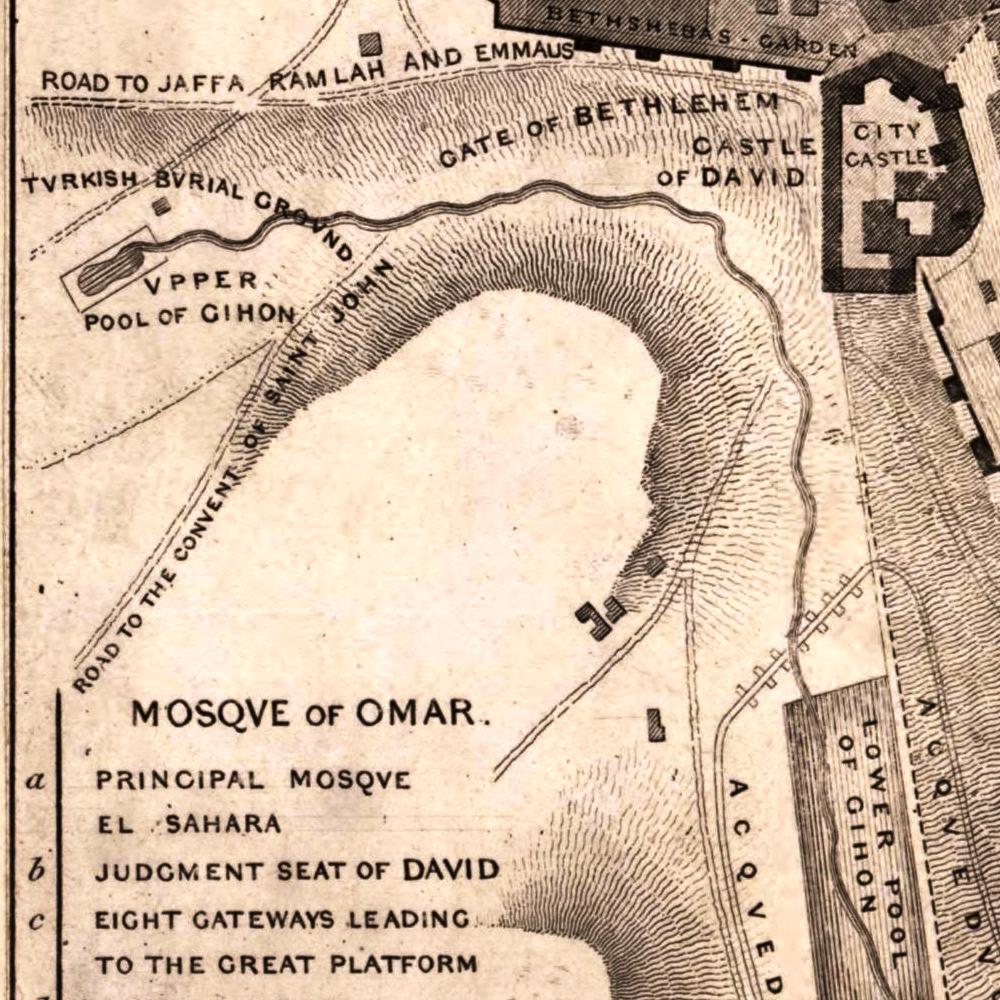 BETHSHEBAS - GARDEN
ROAD TO JAFFA RAMLAH AND EMMAUS
GATE OF BETHLEHEM
CASTLE
OF DAVID
CITY
CASTLE
TVRKISH BVRIAL GROVND
VPPER
POOL OF GIHON
ROAD TO THE CONVENT OF SAINT JOHN
MOSQVE OF OMAR.
a PRINCIPAL MOSQVE
EL SAHARA
b JUDGMENT SEAT OF DAVID
c EIGHT GATEWAYS LEADING
TO THE GREAT PLATFORM
ACQVED
LOWER POOL
OF GIHON
ACQVEDV